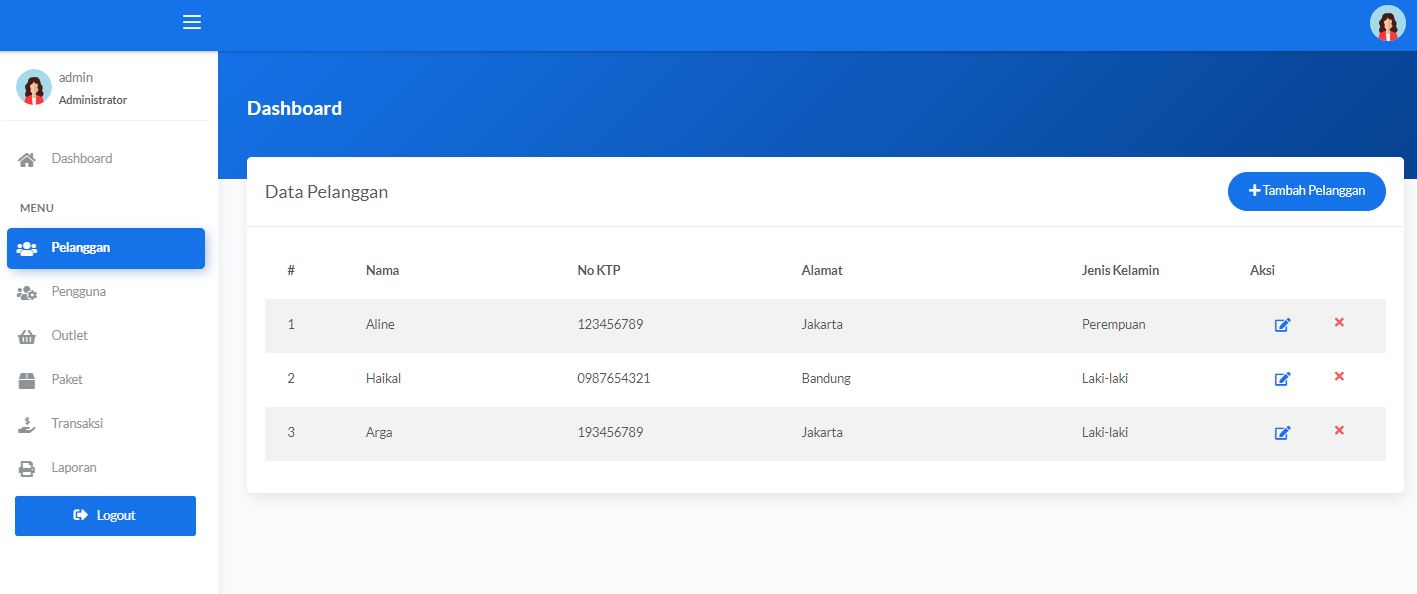 admin
Administrator
Dashboard
MENU
Pelanggan
Pengguna
Outlet
Paket
Transaksi
Laporan
Logout
Dashboard
Data Pelanggan
Tambah Pelanggan
# Nama No KTP Alamat Jenis Kelamin Aksi
1 Aline 123456789 Jakarta Perempuan
2 Haikal 0987654321 Bandung Laki-laki
3 Arga 193456789 Jakarta Laki-laki